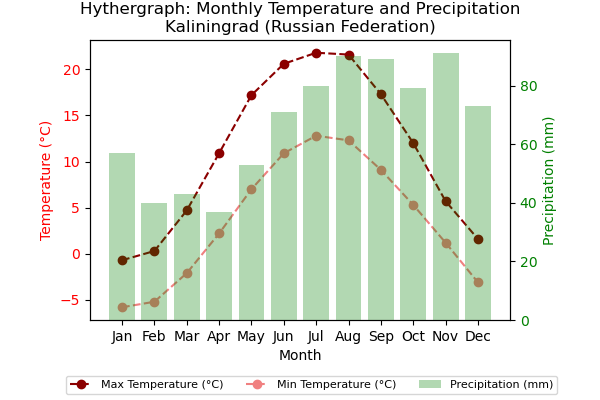 Hythergraph: Monthly Temperature and Precipitation
Kaliningrad (Russian Federation)
Temperature (°C)
20
15
10
5
0
−5
Precipitation (mm)
80
60
40
20
0
Jan Feb Mar Apr May Jun Jul Aug Sep Oct Nov Dec
Month
Max Temperature (°C) Min Temperature (°C) Precipitation (mm)